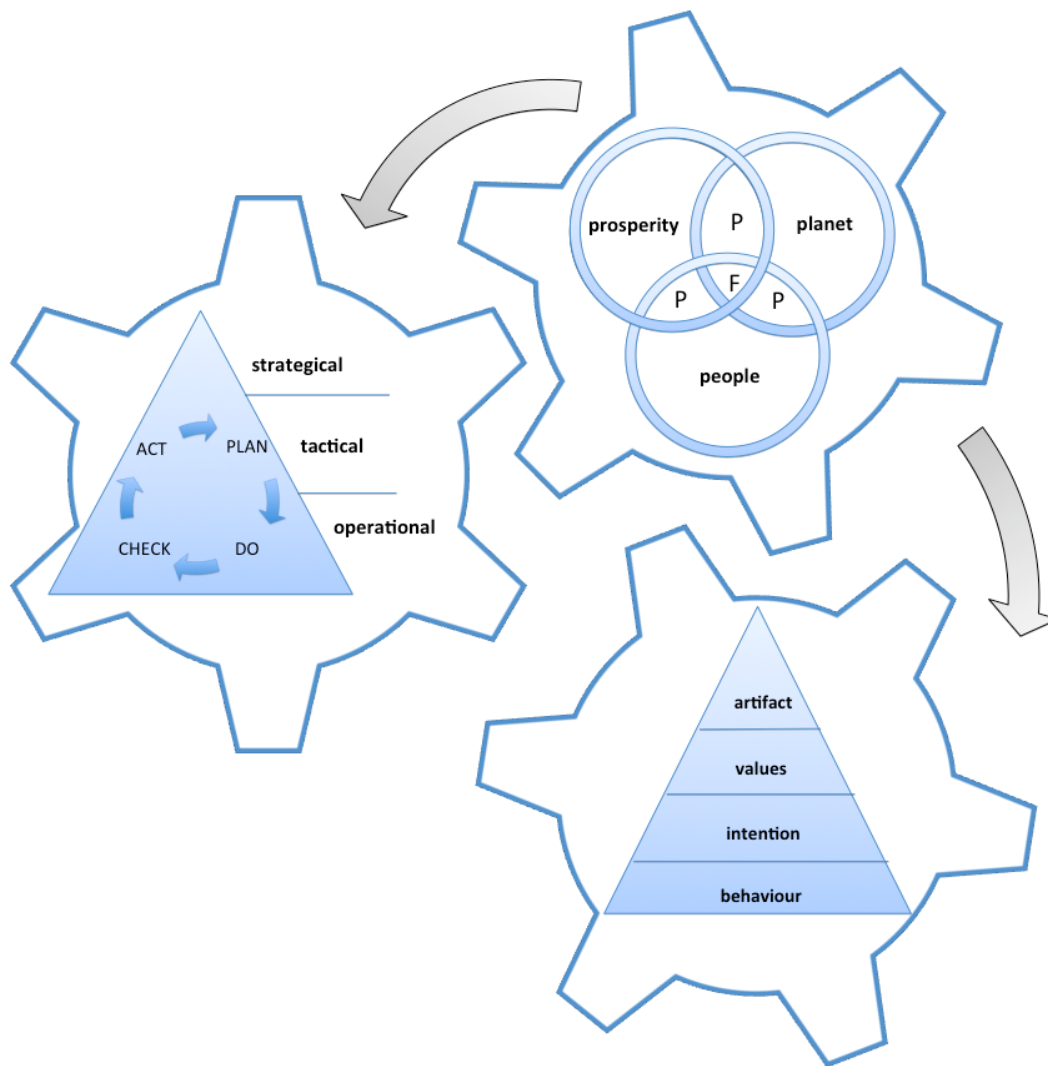 prosperity
P
planet
P
F
P
people
strategical
ACT
PLAN
tactical
CHECK
DO
operational
artifact
values
intention
behaviour